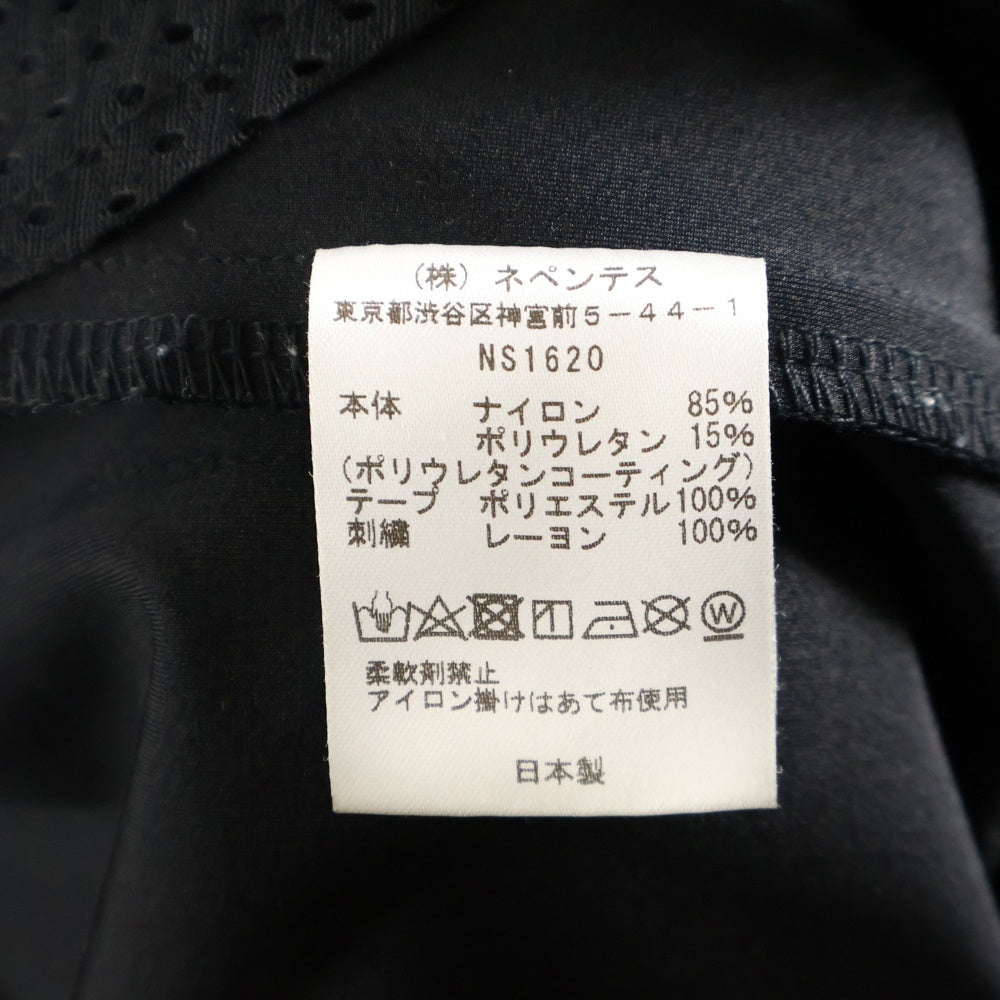 (株) ネペンテス
東京都渋谷区神宮前5-44-1
NS1620
本体 ナイロン 85%
ポリウレタン 15%
(ポリウレタンコーティング)
テープ ポリエステル 100%
刺繍 レーヨン 100%
W
柔軟剤禁止
アイロン掛けはあて布使用
日本製